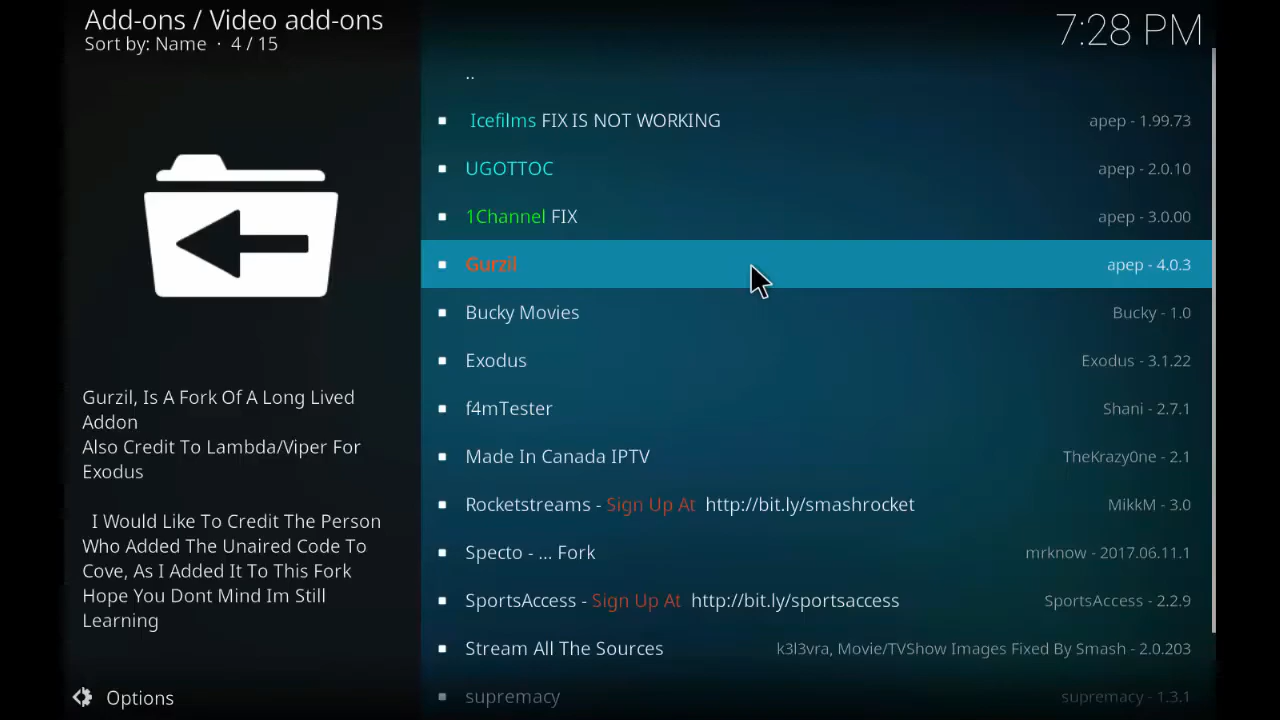 Add-ons / Video add-ons
Sort by: Name · 4 / 15
7:28 PM
..
Icefilms FIX IS NOT WORKING apep - 1.99.73
UGOTTOC apep - 2.0.10
1Channel FIX apep - 3.0.00
Gurzil apep - 4.0.3
Bucky Movies Bucky - 1.0
Exodus Exodus - 3.1.22
f4mTester Shani - 2.7.1
Made In Canada IPTV TheKrazy0ne - 2.1
Rocketstreams - Sign Up At http://bit.ly/smashrocket MikkM - 3.0
Specto - ... Fork mrknow - 2017.06.11.1
SportsAccess - Sign Up At http://bit.ly/sportsaccess SportsAccess - 2.2.9
Stream All The Sources k3l3vra, Movie/TVShow Images Fixed By Smash - 2.0.203
supremacy supremacy - 1.3.1
Gurzil, Is A Fork Of A Long Lived
Addon
Also Credit To Lambda/Viper For
Exodus
I Would Like To Credit The Person
Who Added The Unaired Code To
Cove, As I Added It To This Fork
Hope You Dont Mind Im Still
Learning
Options